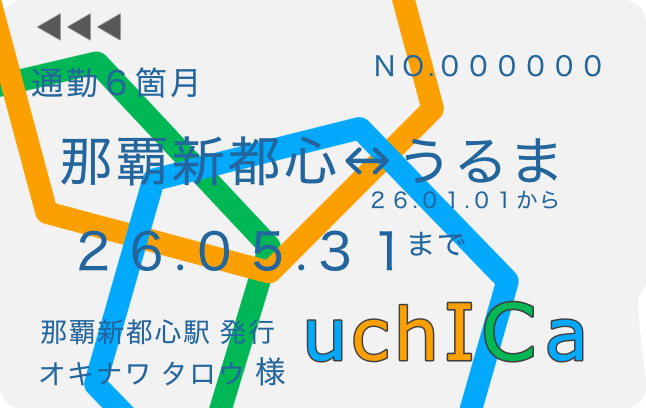 通勤６箇月
ＮＯ.００００００
那覇新都心↔うるま
２６.０１.０１から
２６.０５.３１まで
那覇新都心駅 発行
オキナワ タロウ 様
uchICa